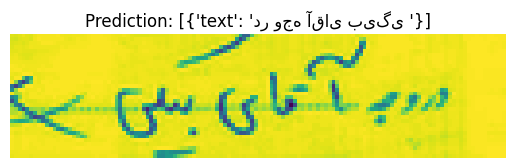 Prediction: [{'text': 'در وجه آقای بیگی '}]
در وجه آقای